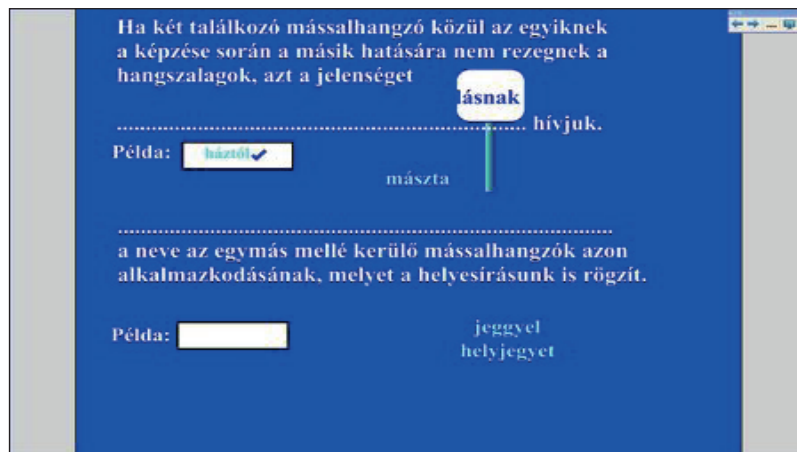 Ha két találkozó mássalhangzó közül az egyiknek
a képzése során a másik hatására nem rezegnek a
hangszalagok, azt a jelenséget
lásnak
........................................................................ hívjuk.
Példa: háztól
mászta
.....................................................................................
a neve az egymás mellé kerülő mássalhangzók azon
alkalmazkodásának, melyet a helyesírásunk is rögzít.
Példa:
jeggyel
helyjegyet